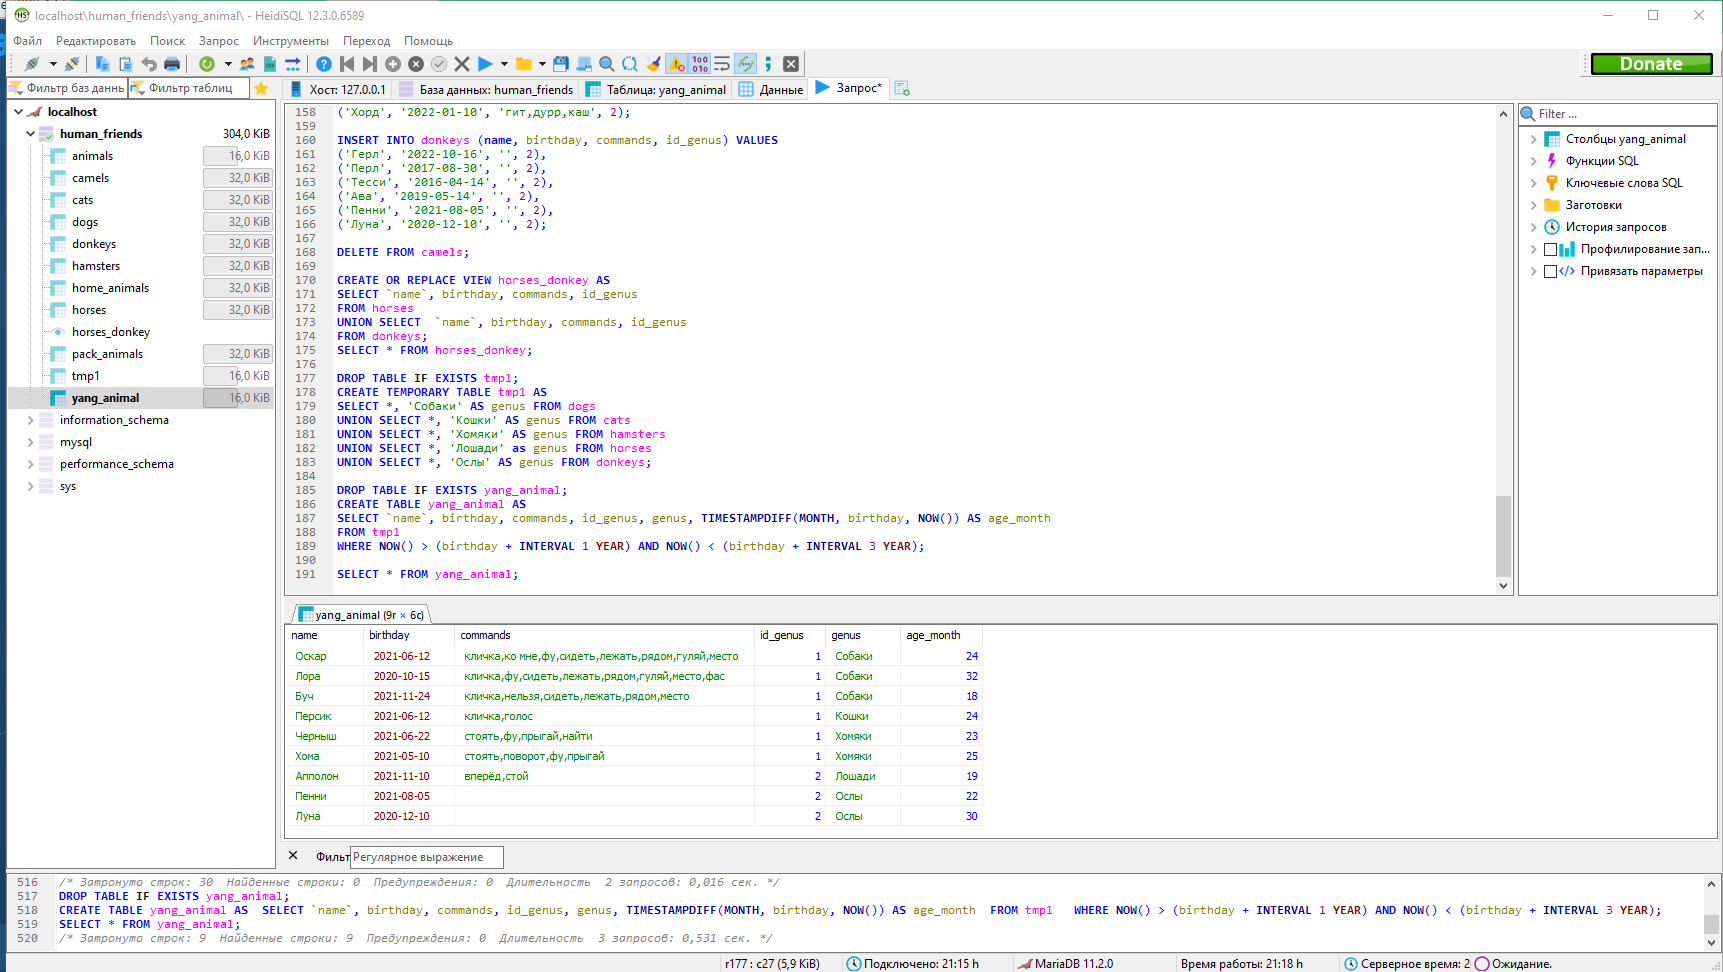 localhost\human_friends\yang_animal\ - HeidiSQL 12.3.0.6589
Файл Редактировать Поиск Запрос Инструменты Переход Помощь
Donate
Фильтр баз даннь Фильтр таблиц
Хост: 127.0.0.1 База данных: human_friends Таблица: yang_animal Данные Запрос*
localhost
human_friends 304,0 KiB
animals 16,0 KiB
camels 32,0 KiB
cats 32,0 KiB
dogs 32,0 KiB
donkeys 32,0 KiB
hamsters 32,0 KiB
home_animals 32,0 KiB
horses 32,0 KiB
horses_donkey
pack_animals 32,0 KiB
tmp1 16,0 KiB
yang_animal 16,0 KiB
information_schema
mysql
performance_schema
sys
158 ('Хорд', '2022-01-10', 'гит,дурр,каш', 2);
159
160 INSERT INTO donkeys (name, birthday, commands, id_genus) VALUES
161 ('Герл', '2022-10-16', '', 2),
162 ('Перл', '2017-08-30', '', 2),
163 ('Тесси', '2016-04-14', '', 2),
164 ('Ава', '2019-05-14', '', 2),
165 ('Пенни', '2021-08-05', '', 2),
166 ('Луна', '2020-12-10', '', 2);
167
168 DELETE FROM camels;
169
170 CREATE OR REPLACE VIEW horses_donkey AS
171 SELECT `name`, birthday, commands, id_genus
172 FROM horses
173 UNION SELECT  `name`, birthday, commands, id_genus
174 FROM donkeys;
175 SELECT * FROM horses_donkey;
176
177 DROP TABLE IF EXISTS tmp1;
178 CREATE TEMPORARY TABLE tmp1 AS
179 SELECT *, 'Собаки' AS genus FROM dogs
180 UNION SELECT *, 'Кошки' AS genus FROM cats
181 UNION SELECT *, 'Хомяки' AS genus FROM hamsters
182 UNION SELECT *, 'Лошади' as genus FROM horses
183 UNION SELECT *, 'Ослы' AS genus FROM donkeys;
184
185 DROP TABLE IF EXISTS yang_animal;
186 CREATE TABLE yang_animal AS
187 SELECT `name`, birthday, commands, id_genus, genus, TIMESTAMPDIFF(MONTH, birthday, NOW()) AS age_month
188 FROM tmp1
189 WHERE NOW() > (birthday + INTERVAL 1 YEAR) AND NOW() < (birthday + INTERVAL 3 YEAR);
190
191 SELECT * FROM yang_animal;
Filter ...
Столбцы yang_animal
Функции SQL
Ключевые слова SQL
Заготовки
История запросов
Профилирование зап...
Привязать параметры
yang_animal (9r × 6c)
name birthday commands id_genus genus age_month
Оскар 2021-06-12 кличка,ко мне,фу,сидеть,лежать,рядом,гуляй,место 1 Собаки 24
Лора 2020-10-15 кличка,фу,сидеть,лежать,рядом,гуляй,место,фас 1 Собаки 32
Буч 2021-11-24 кличка,нельзя,сидеть,лежать,рядом,место 1 Собаки 18
Персик 2021-06-12 кличка,голос 1 Кошки 24
Черныш 2021-06-22 стоять,фу,прыгай,найти 1 Хомяки 23
Хома 2021-05-10 стоять,поворот,фу,прыгай 1 Хомяки 25
Апполон 2021-11-10 вперёд,стой 2 Лошади 19
Пенни 2021-08-05 2 Ослы 22
Луна 2020-12-10 2 Ослы 30
Фильт Регулярное выражение
516 /* Затронуто строк: 30  Найденные строки: 0  Предупреждения: 0  Длительность  2 запросов: 0,016 сек. */
517 DROP TABLE IF EXISTS yang_animal;
518 CREATE TABLE yang_animal AS  SELECT `name`, birthday, commands, id_genus, genus, TIMESTAMPDIFF(MONTH, birthday, NOW()) AS age_month  FROM tmp1   WHERE NOW() > (birthday + INTERVAL 1 YEAR) AND NOW() < (birthday + INTERVAL 3 YEAR);
519 SELECT * FROM yang_animal;
520 /* Затронуто строк: 9  Найденные строки: 9  Предупреждения: 0  Длительность  3 запросов: 0,531 сек. */
r177 : c27 (5,9 KiB) Подключено: 21:15 h MariaDB 11.2.0 Время работы: 21:18 h Серверное время: 2 Ожидание.